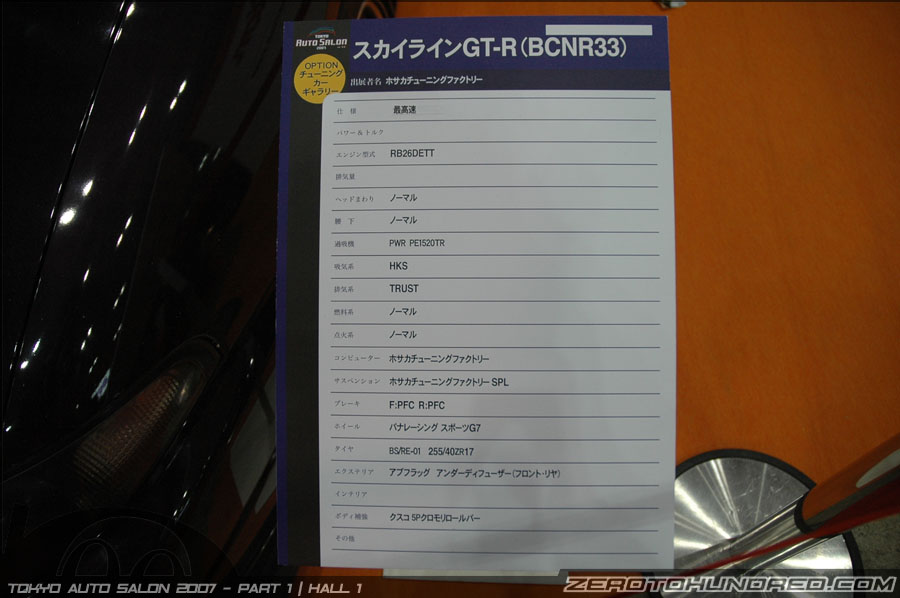 TOKYO
AUTO SALON
スカイラインGT-R(BCNR33)
OPTION
チューニング
カー
ギャラリー
出展者名 ホサカチューニングファクトリー
仕 様 最高速
パワー&トルク
エンジン型式 RB26DETT
排気量
ヘッドまわり ノーマル
腰 下 ノーマル
過吸機 PWR PE1520TR
吸気系 HKS
排気系 TRUST
燃料系 ノーマル
点火系 ノーマル
コンピューター ホサカチューニングファクトリー
サスペンション ホサカチューニングファクトリー SPL
ブレーキ F:PFC R:PFC
ホイール パナレーシング スポーツG7
タイヤ BS/RE-01 255/40ZR17
エクステリア アブフラッグ アンダーディフューザー(フロント・リヤ)
インテリア
ボディ補強 クスコ 5Pクロモリロールバー
その他
TOKYO AUTO SALON 2007 - PART 1 | HALL 1
ZEROTOHUNDRED.COM